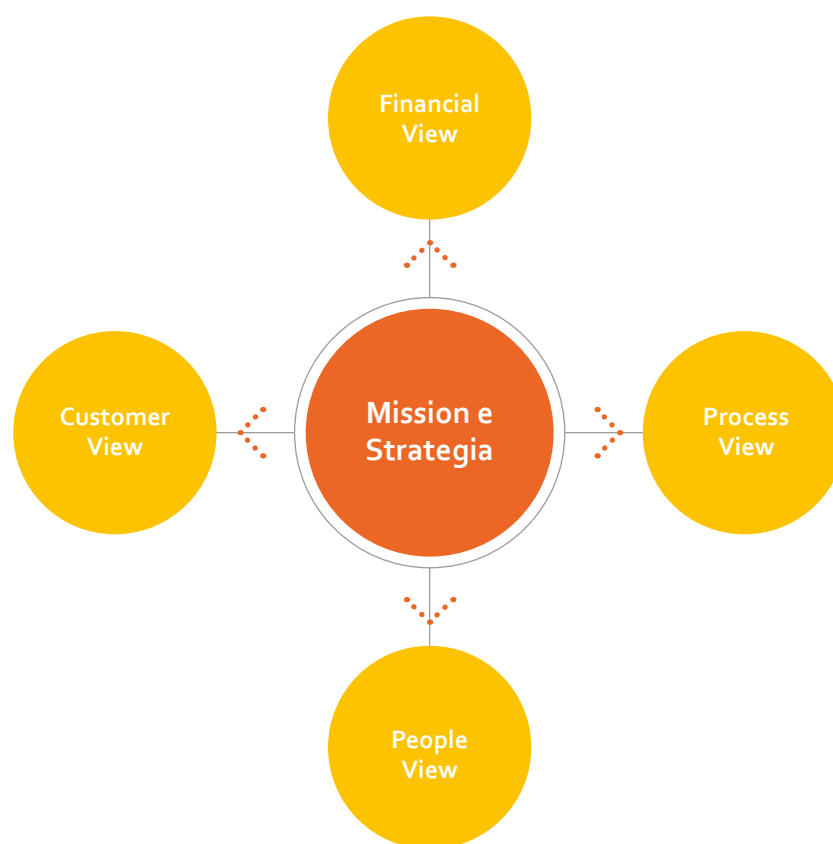 Financial
View
Customer
View
Mission e
Strategia
Process
View
People
View